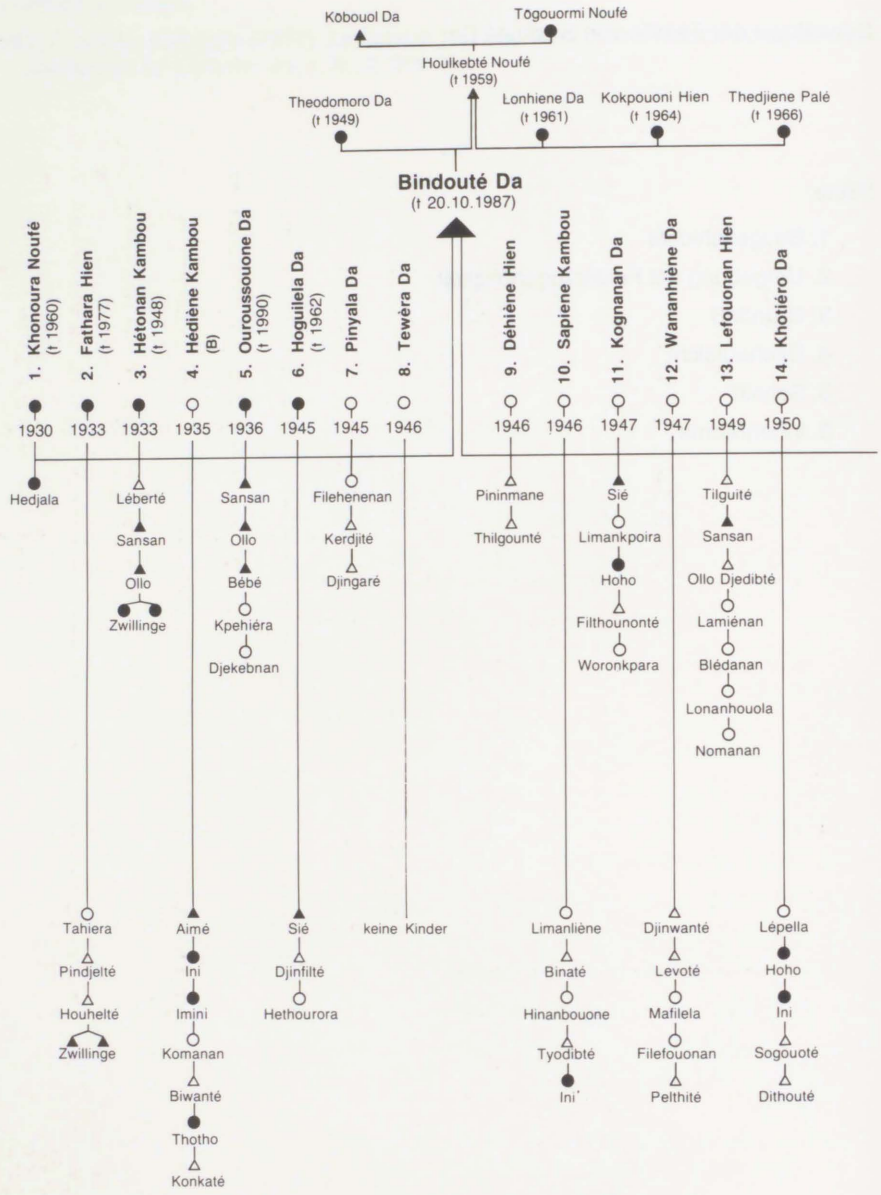 Kòbouol Da
Tògouormi Noufé
Houlkebté Noufé
(† 1959)
Theodomoro Da
(† 1949)
Lonhiene Da
(† 1961)
Kokpouoni Hien
(† 1964)
Thedjiene Palé
(† 1966)
Bindouté Da
(† 20.10.1987)
1. Khonoura Noufé
(† 1960)
2. Fathara Hien
(† 1977)
3. Hétonan Kambou
(† 1948)
4. Hédiène Kambou
(B)
5. Ouroussouone Da
(† 1990)
6. Hoguilela Da
(† 1962)
7. Pinyala Da
8. Tewèra Da
9. Déhiène Hien
10. Sapiene Kambou
11. Kognanan Da
12. Wananhiène Da
13. Lefouonan Hien
14. Khotiéro Da
1930
1933
1933
1935
1936
1945
1945
1946
1946
1946
1947
1947
1949
1950
Hedjala
Léberté
Sansan
Ollo
Zwillinge
Sansan
Ollo
Bébé
Kpehiéra
Djekebnan
Filehenenan
Kerdjité
Djingaré
Pininmane
Thilgounté
Sié
Limankpoira
Hoho
Filthounonté
Woronkpara
Tilguité
Sansan
Ollo Djedibté
Lamiénan
Blédanan
Lonanhouola
Nomanan
Tahiera
Pindjelté
Houhelté
Zwillinge
Aimé
Ini
Imini
Komanan
Biwanté
Thotho
Konkaté
Sié
Djinfilté
Hethourora
keine Kinder
Limanliène
Binaté
Hinanbouone
Tyodibté
Ini
Djinwanté
Levoté
Mafilela
Filefouonan
Pelthité
Lépella
Hoho
Ini
Sogouoté
Dithouté